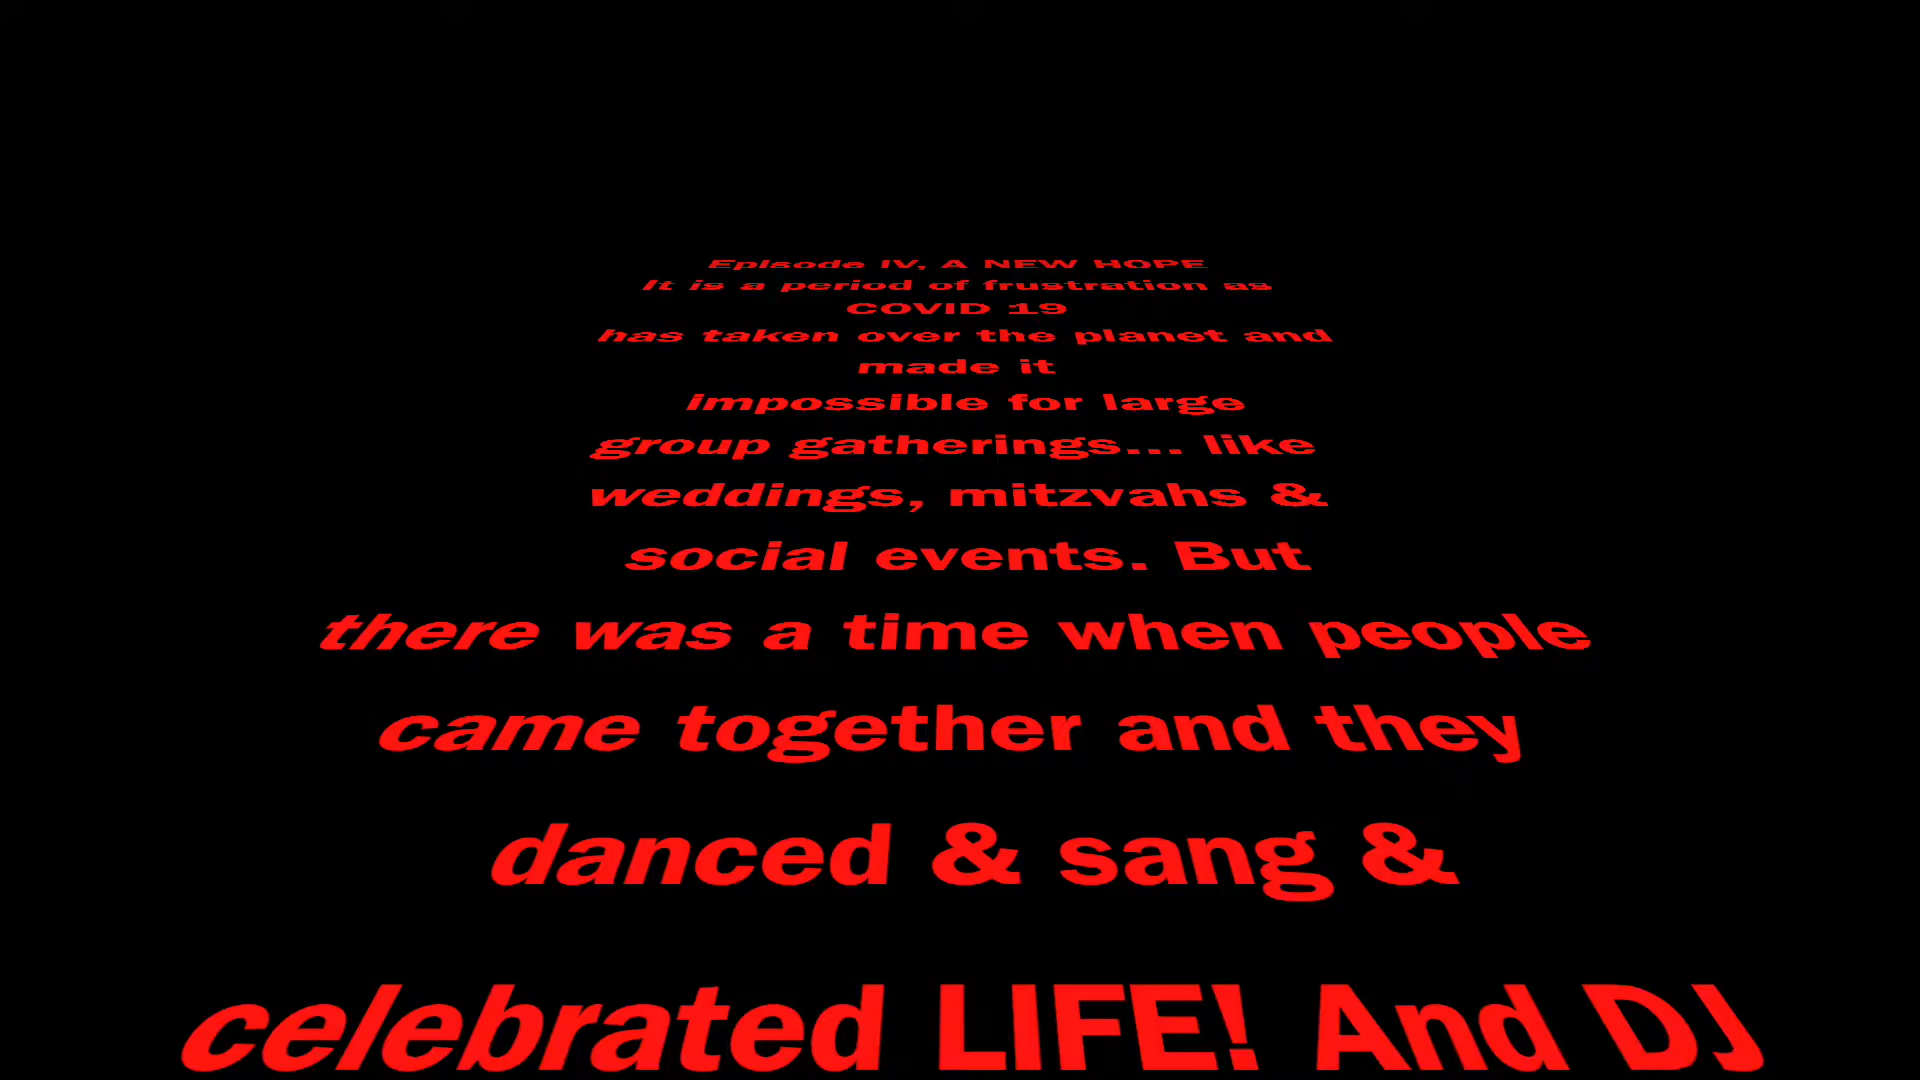 Episode IV, A NEW HOPE
It is a period of frustration as
COVID 19
has taken over the planet and
made it
impossible for large
group gatherings... like
weddings, mitzvahs &
social events. But
there was a time when people
came together and they
danced & sang &
celebrated LIFE! And DJ